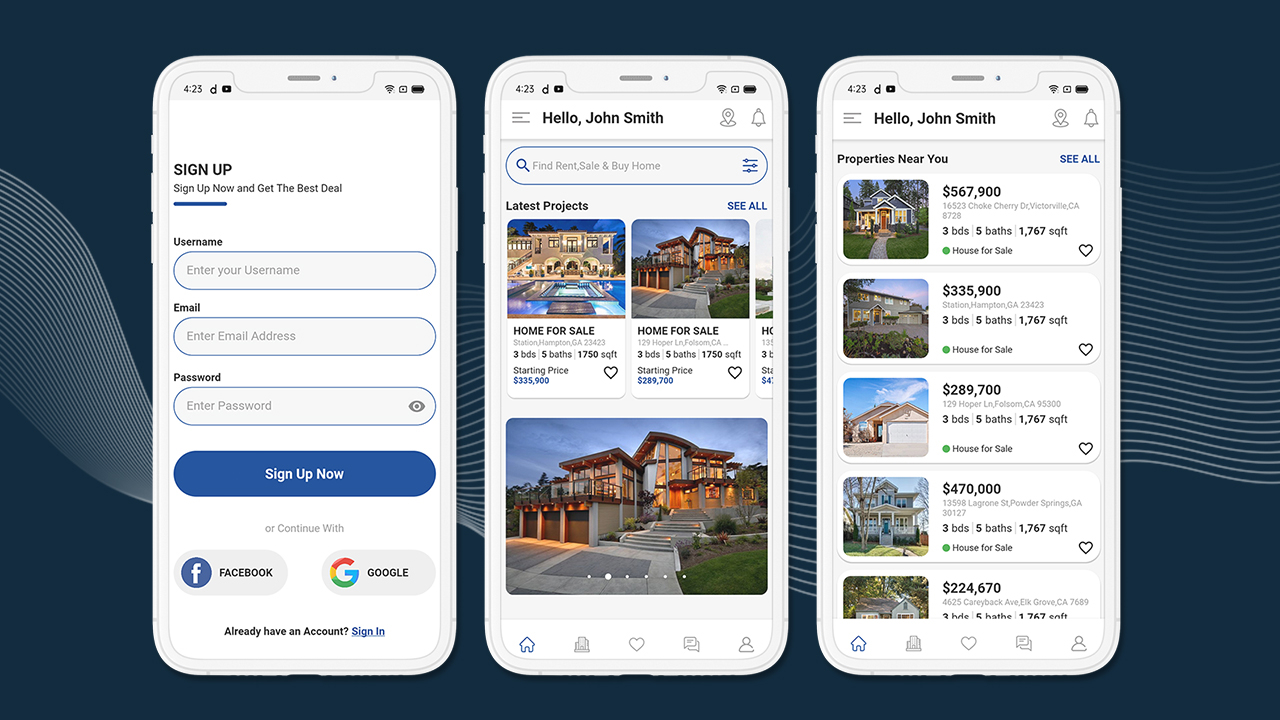 4:23
SIGN UP
Sign Up Now and Get The Best Deal
Username
Enter your Username
Email
Enter Email Address
Password
Enter Password
Sign Up Now
or Continue With
FACEBOOK
GOOGLE
Already have an Account? Sign In
4:23
Hello, John Smith
Find Rent,Sale & Buy Home
Latest Projects
SEE ALL
HOME FOR SALE
Station,Hampton,GA 23423
3 bds 5 baths 1750 sqft
Starting Price
$335,900
HOME FOR SALE
129 Hoper Ln,Folsom,CA ...
3 bds 5 baths 1750 sqft
Starting Price
$289,700
HO
135
3 b
Sta
$47
4:23
Hello, John Smith
Properties Near You
SEE ALL
$567,900
16523 Choke Cherry Dr,Victorville,CA
8728
3 bds 5 baths 1,767 sqft
House for Sale
$335,900
Station,Hampton,GA 23423
3 bds 5 baths 1,767 sqft
House for Sale
$289,700
129 Hoper Ln,Folsom,CA 95300
3 bds 5 baths 1,767 sqft
House for Sale
$470,000
13598 Lagrone St,Powder Springs,GA
30127
3 bds 5 baths 1,767 sqft
House for Sale
$224,670
4625 Careyback Ave,Elk Grove,CA 7689
3 bds 5 baths 1,767 sqft